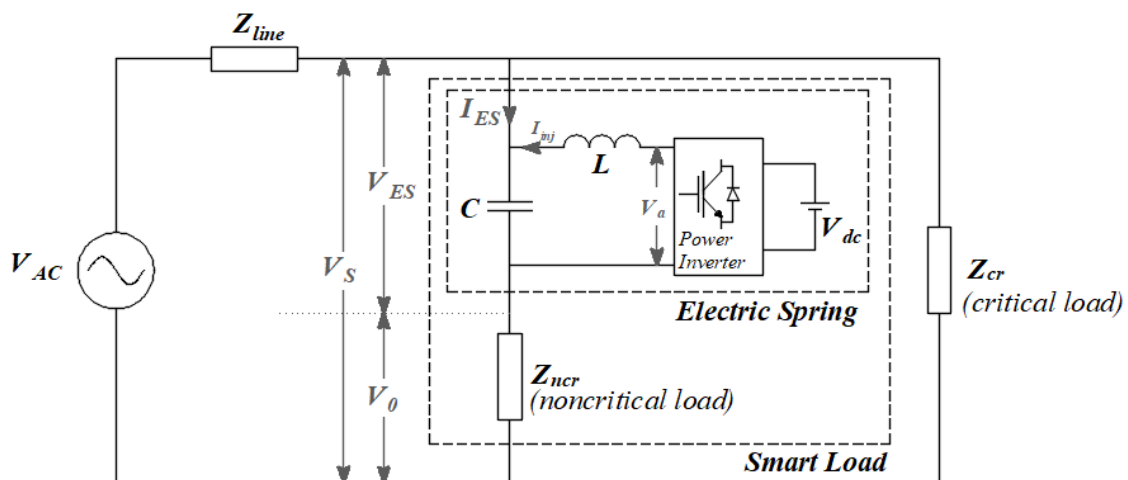 Z_line
I_ES
I_inj
L
V_ES
C
V_a
Power
Inverter
V_dc
V_AC
V_S
Z_cr
(critical load)
Electric Spring
Z_ncr
(noncritical load)
V_0
Smart Load